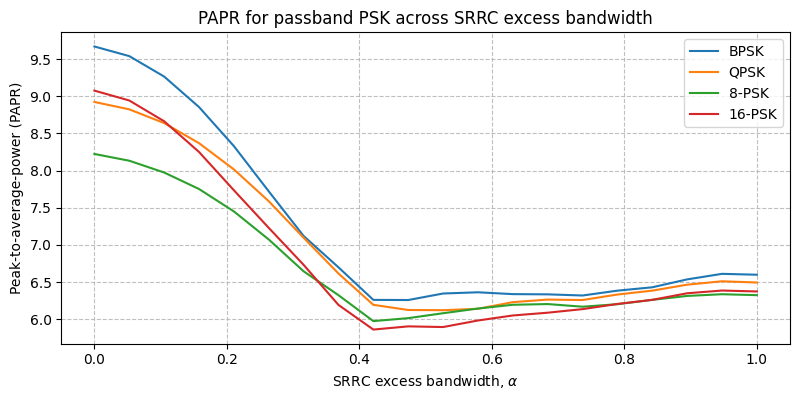 PAPR for passband PSK across SRRC excess bandwidth
Peak-to-average-power (PAPR)
9.5
9.0
8.5
8.0
7.5
7.0
6.5
6.0
BPSK
QPSK
8-PSK
16-PSK
0.0 0.2 0.4 0.6 0.8 1.0
SRRC excess bandwidth, α